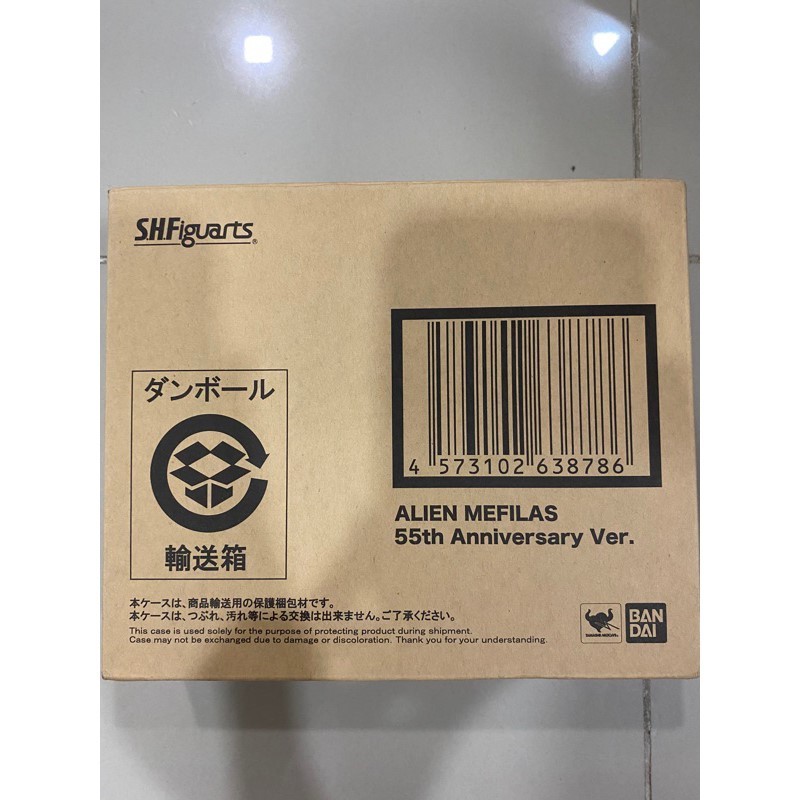 S.H.Figuarts®
ダンボール
輸送箱
4 573102 638786
ALIEN MEFILAS
55th Anniversary Ver.
本ケースは、商品輸送用の保護梱包材です。
本ケースは、つぶれ、汚れ等による交換は出来ません。ご了承ください。
This case is used solely for the purpose of protecting product during shipment.
Case may not be exchanged due to damage or discoloration. Thank you for your understanding.
BAN
DAI